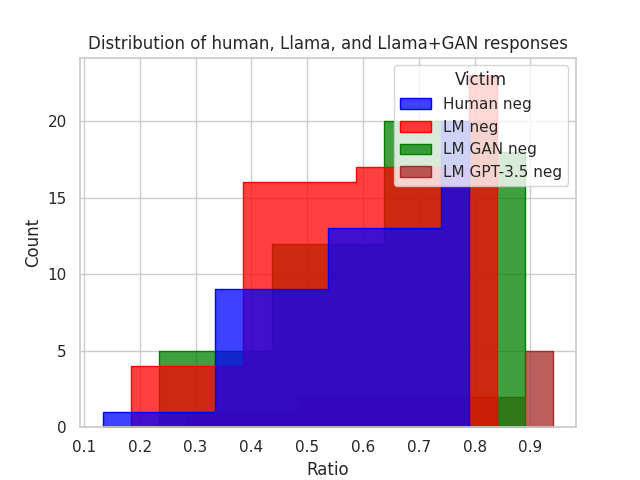 Distribution of human, Llama, and Llama+GAN responses
Victim
Human neg
LM neg
LM GAN neg
LM GPT-3.5 neg
Count
20
15
10
5
0
0.1 0.2 0.3 0.4 0.5 0.6 0.7 0.8 0.9
Ratio